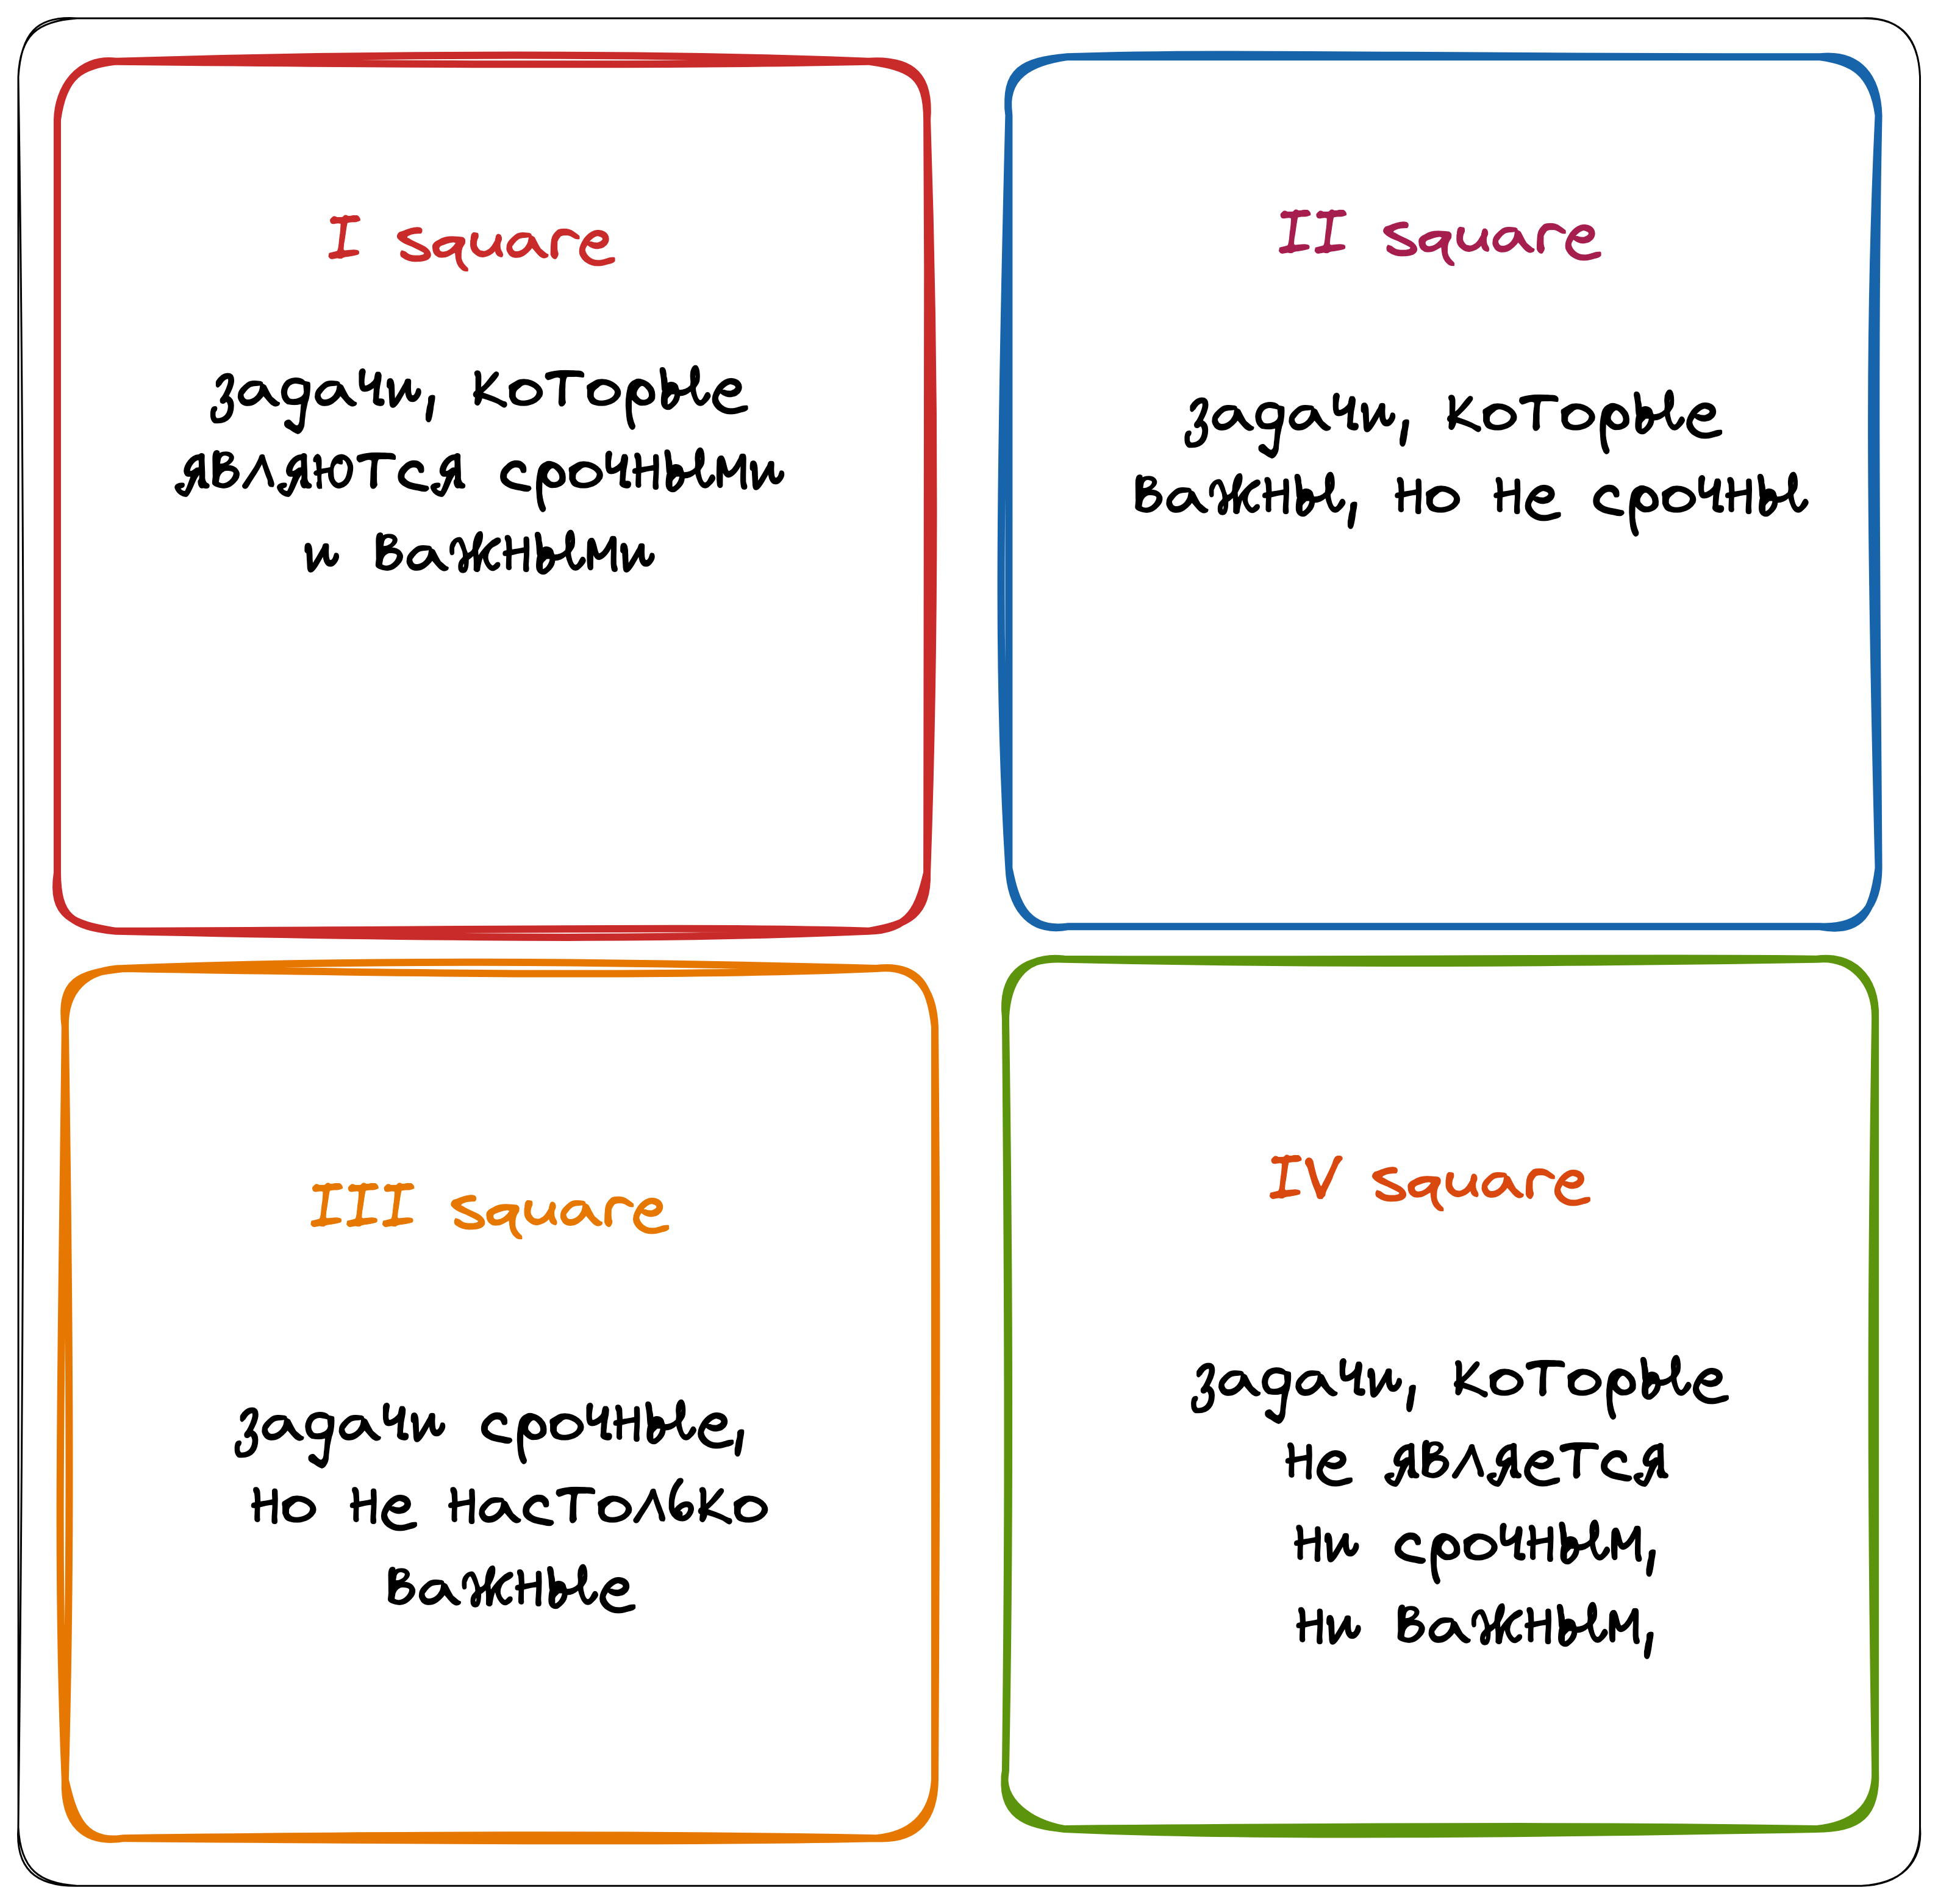 I square
задачи, которые
являются срочными
и важными
II square
задачи, которые
важны, но не срочны
III square
задачи срочные,
но не настолько
важные
IV square
задачи, которые
не является
ни срочным,
ни важным,